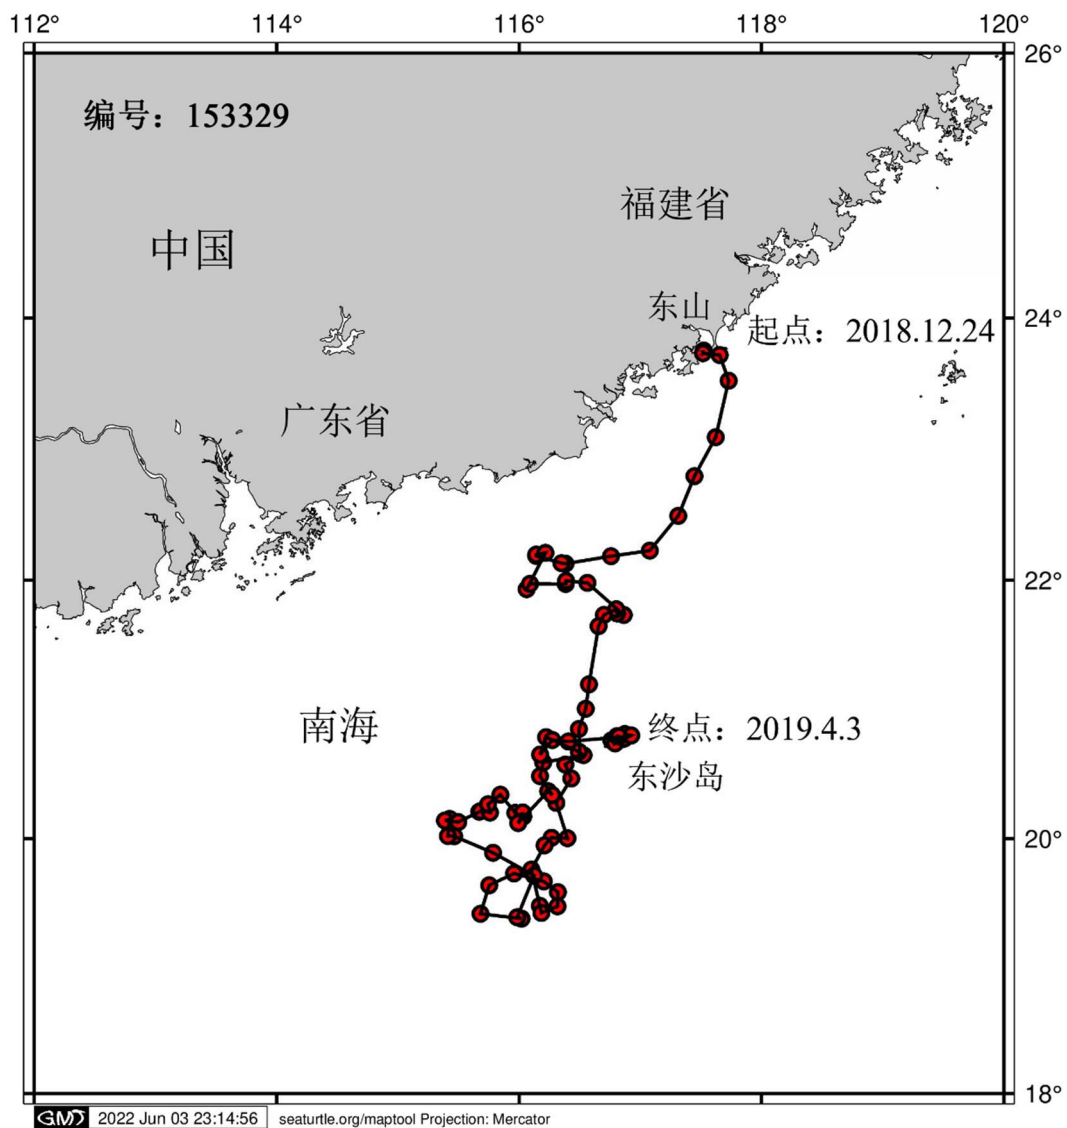 112° 114° 116° 118° 120°
26°
编号：153329
福建省
中国
东山
24°
起点：2018.12.24
广东省
22°
南海
终点：2019.4.3
东沙岛
20°
18°
GMT 2022 Jun 03 23:14:56 seaturtle.org/maptool Projection: Mercator